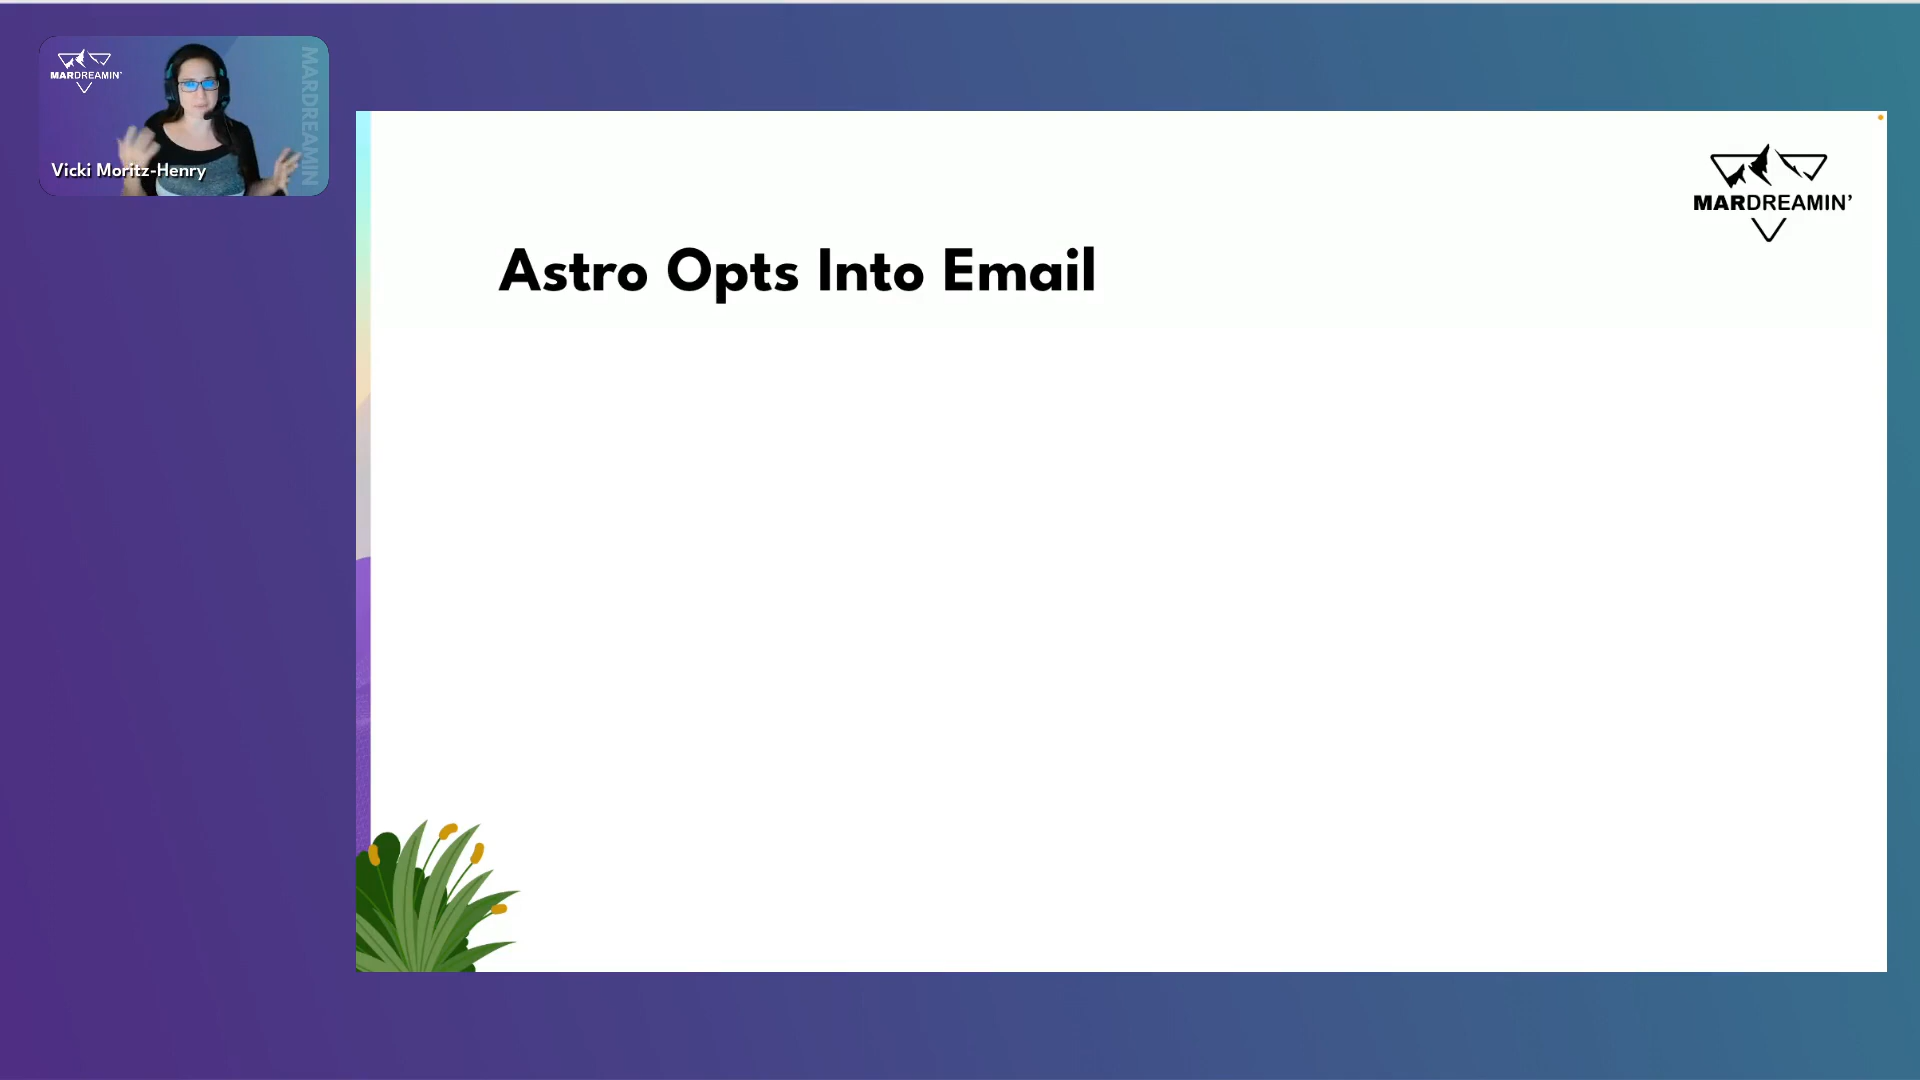 MARDREAMIN'
MARDREAMIN
Vicki Moritz-Henry
MARDREAMIN'
Astro Opts Into Email